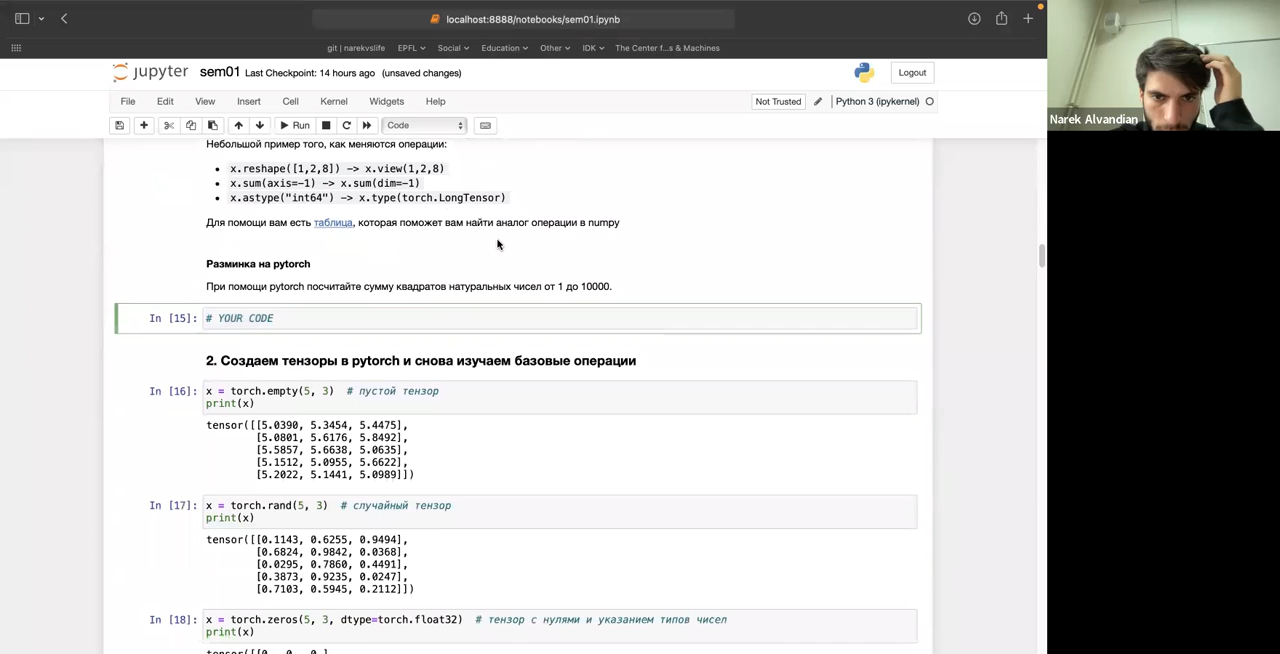 localhost:8888/notebooks/sem01.ipynb
git | narekvslife EPFL Social Education Other IDK The Center f...s & Machines
jupyter sem01 Last Checkpoint: 14 hours ago (unsaved changes) Logout
File Edit View Insert Cell Kernel Widgets Help Not Trusted Python 3 (ipykernel)
Run Code
Narek Alvandian
Небольшой пример того, как меняются операции:
x.reshape([1,2,8]) -> x.view(1,2,8)
x.sum(axis=-1) -> x.sum(dim=-1)
x.astype("int64") -> x.type(torch.LongTensor)
Для помощи вам есть таблица, которая поможет вам найти аналог операции в numpy
Разминка на pytorch
При помощи pytorch посчитайте сумму квадратов натуральных чисел от 1 до 10000.
In [15]: # YOUR CODE
2. Создаем тензоры в pytorch и снова изучаем базовые операции
In [16]: x = torch.empty(5, 3) # пустой тензор
print(x)
tensor([[5.0390, 5.3454, 5.4475],
[5.0801, 5.6176, 5.8492],
[5.5857, 5.6638, 5.0635],
[5.1512, 5.0955, 5.6622],
[5.2022, 5.1441, 5.0989]])
In [17]: x = torch.rand(5, 3) # случайный тензор
print(x)
tensor([[0.1143, 0.6255, 0.9494],
[0.6824, 0.9842, 0.0368],
[0.0295, 0.7860, 0.4491],
[0.3873, 0.9235, 0.0247],
[0.7103, 0.5945, 0.2112]])
In [18]: x = torch.zeros(5, 3, dtype=torch.float32) # тензор с нулями и указанием типов чисел
print(x)
tensor([[0., 0., 0.],